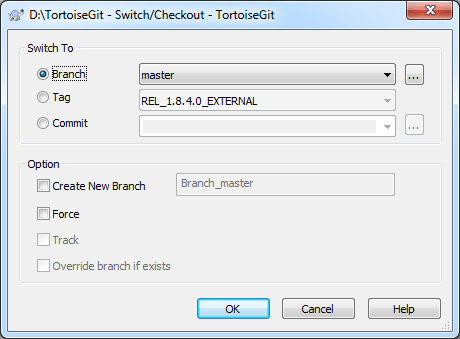 D:\TortoiseGit - Switch/Checkout - TortoiseGit
Switch To
Branch master ...
Tag REL_1.8.4.0_EXTERNAL
Commit ...
Option
Create New Branch Branch_master
Force
Track
Override branch if exists
OK Cancel Help